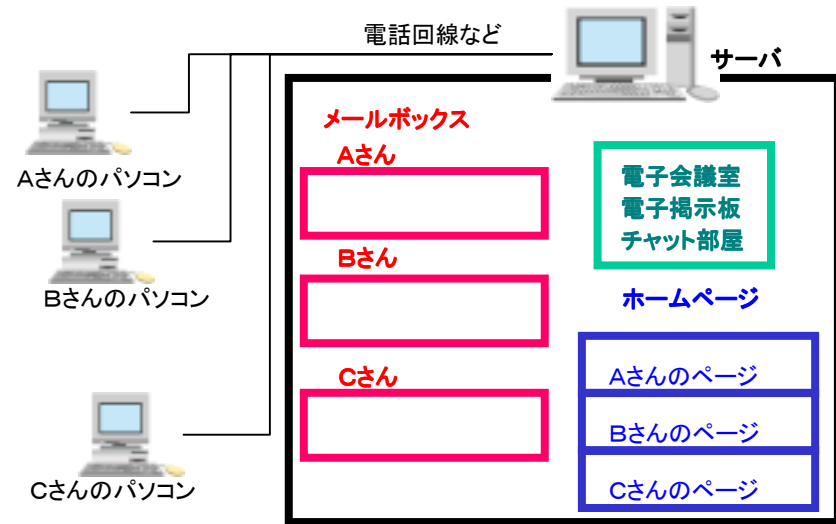 電話回線など
サーバ
Aさんのパソコン
Bさんのパソコン
Cさんのパソコン
メールボックス
Aさん
Bさん
Cさん
電子会議室
電子掲示板
チャット部屋
ホームページ
Aさんのページ
Bさんのページ
Cさんのページ